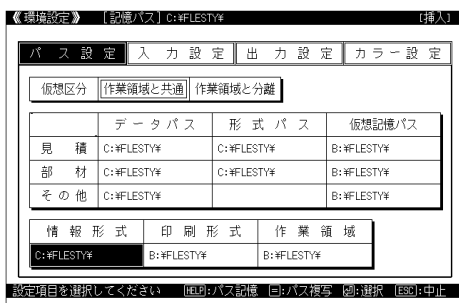 《環境設定》 [記憶パス] C:¥FLESTY¥ [挿入]
パス設定 入力設定 出力設定 カラー設定
仮想区分 作業領域と共通 作業領域と分離
データパス 形式パス 仮想記憶パス
見積 C:¥FLESTY¥ C:¥FLESTY¥ B:¥FLESTY¥
部材 C:¥FLESTY¥ C:¥FLESTY¥ B:¥FLESTY¥
その他 C:¥FLESTY¥ B:¥FLESTY¥
情報形式 印刷形式 作業領域
C:¥FLESTY¥ B:¥FLESTY¥ B:¥FLESTY¥
設定項目を選択してください HELP:パス記憶 =:パス複写 ⏎:選択 ESC:中止